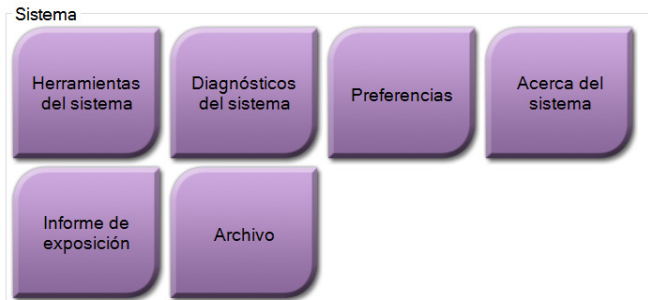 Sistema
Herramientas
del sistema
Diagnósticos
del sistema
Preferencias
Acerca del
sistema
Informe de
exposición
Archivo